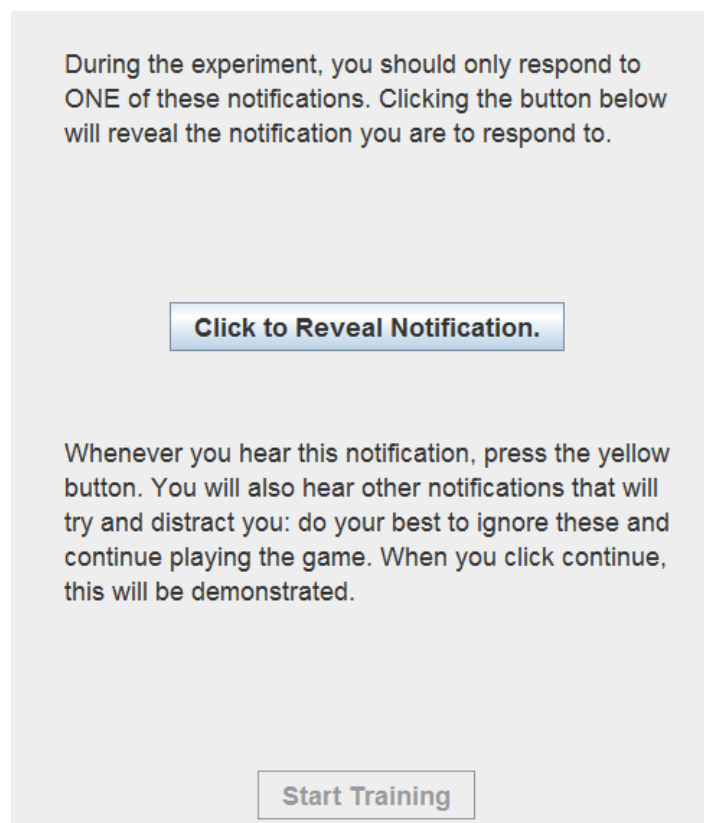 During the experiment, you should only respond to
ONE of these notifications. Clicking the button below
will reveal the notification you are to respond to.
Click to Reveal Notification.
Whenever you hear this notification, press the yellow
button. You will also hear other notifications that will
try and distract you: do your best to ignore these and
continue playing the game. When you click continue,
this will be demonstrated.
Start Training